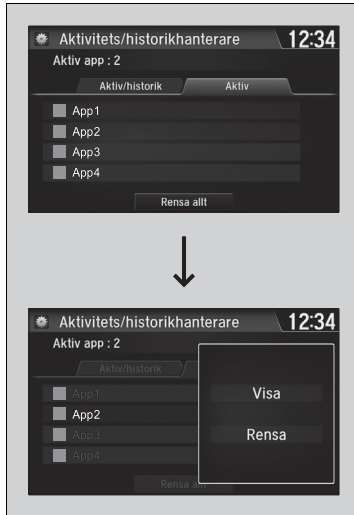 Aktivitets/historikhanterare 12:34
Aktiv app : 2
Aktiv/historik Aktiv
App1
App2
App3
App4
Rensa allt
Aktivitets/historikhanterare 12:34
Aktiv app : 2
Aktiv/historik
App1
Visa
App2
Rensa
App3
App4
Rensa allt